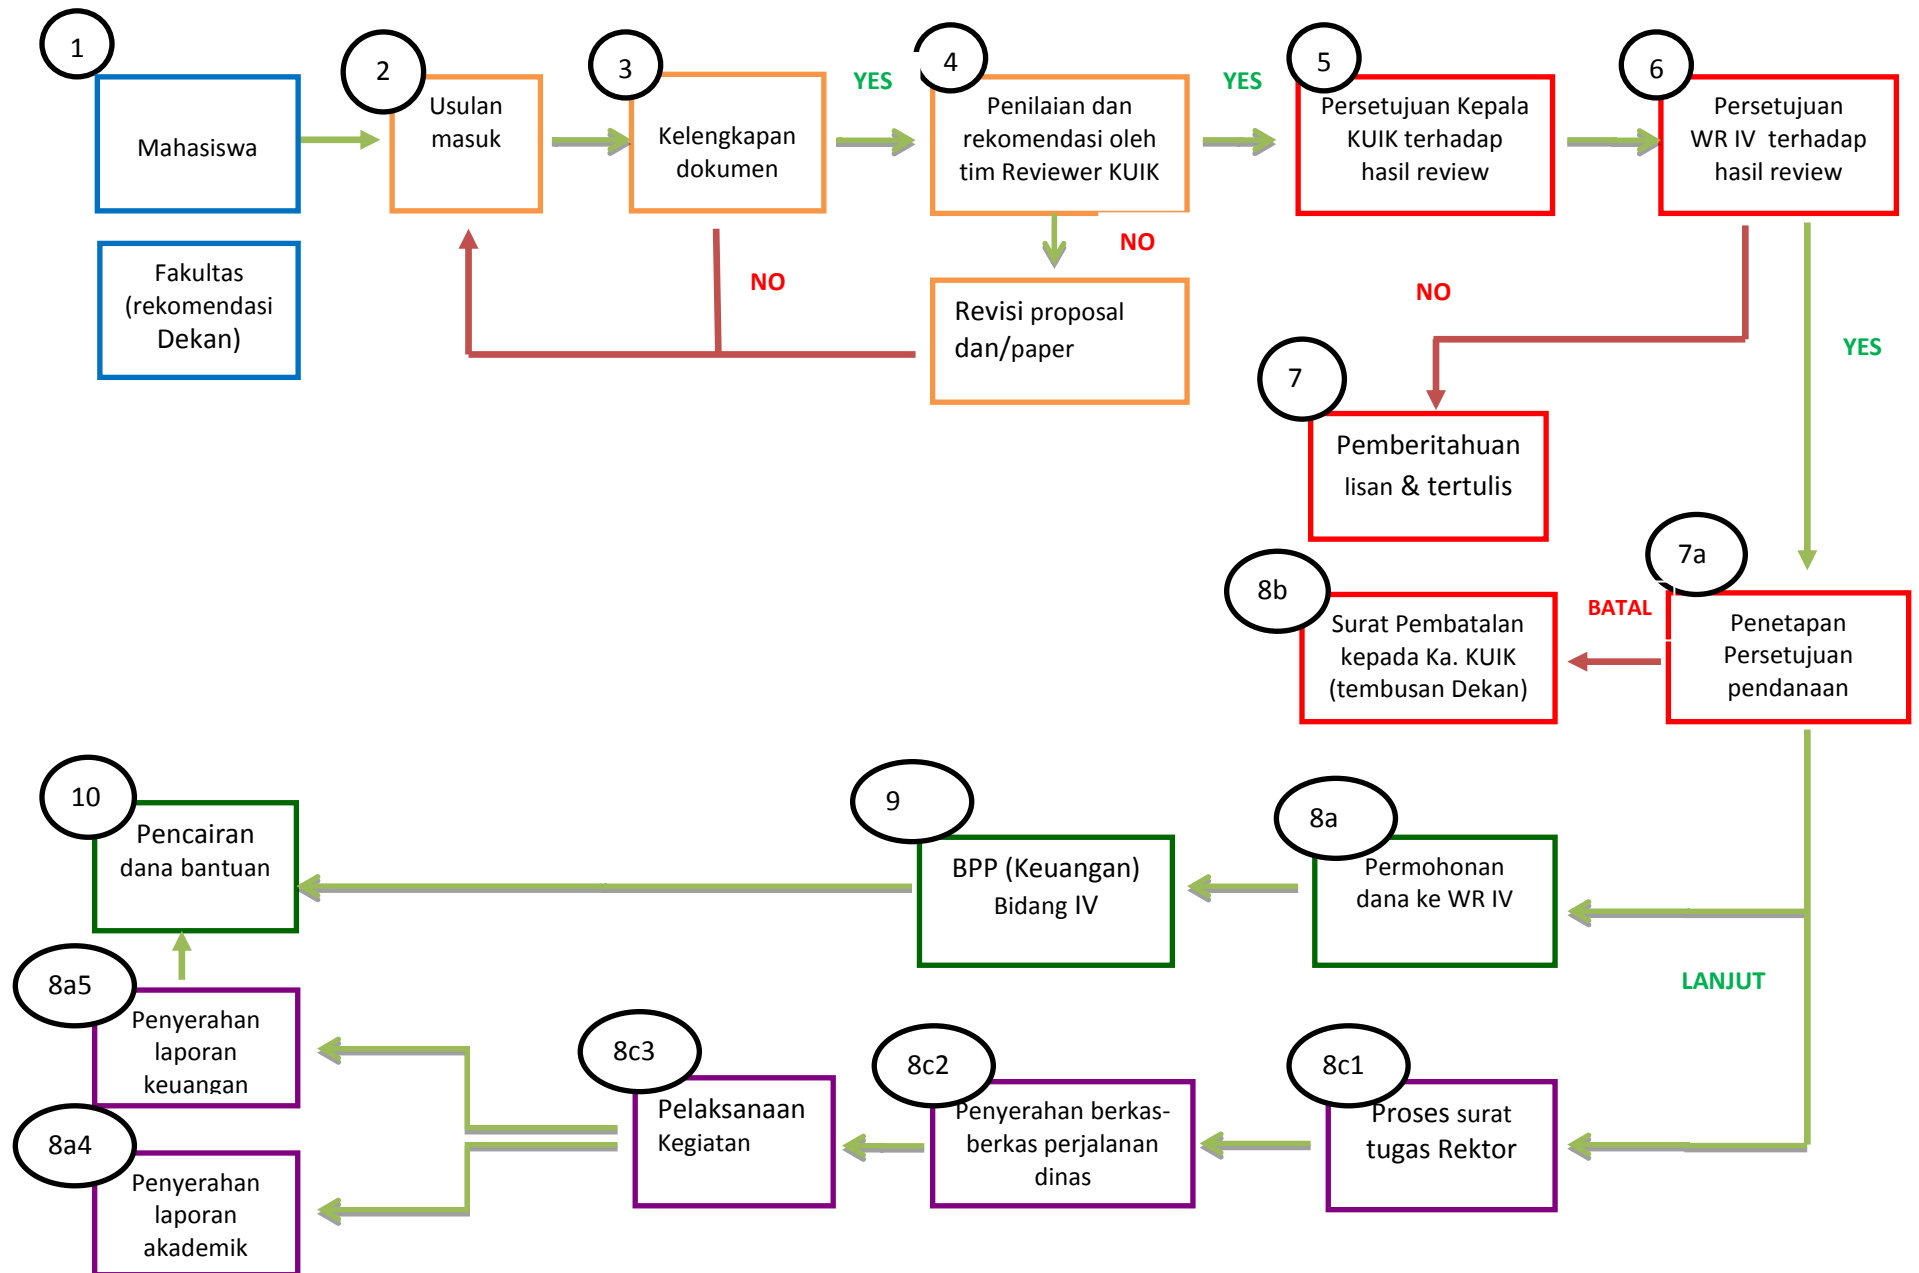 1
Mahasiswa
Fakultas
(rekomendasi
Dekan)
2
Usulan
masuk
3
Kelengkapan
dokumen
YES
NO
4
Penilaian dan
rekomendasi oleh
tim Reviewer KUIK
YES
NO
Revisi proposal
dan/paper
5
Persetujuan Kepala
KUIK terhadap
hasil review
6
Persetujuan
WR IV terhadap
hasil review
NO
YES
7
Pemberitahuan
lisan & tertulis
7a
Penetapan
Persetujuan
pendanaan
BATAL
8b
Surat Pembatalan
kepada Ka. KUIK
(tembusan Dekan)
LANJUT
8a
Permohonan
dana ke WR IV
9
BPP (Keuangan)
Bidang IV
10
Pencairan
dana bantuan
8c1
Proses surat
tugas Rektor
8c2
Penyerahan berkas-
berkas perjalanan
dinas
8c3
Pelaksanaan
Kegiatan
8a5
Penyerahan
laporan
keuangan
8a4
Penyerahan
laporan
akademik